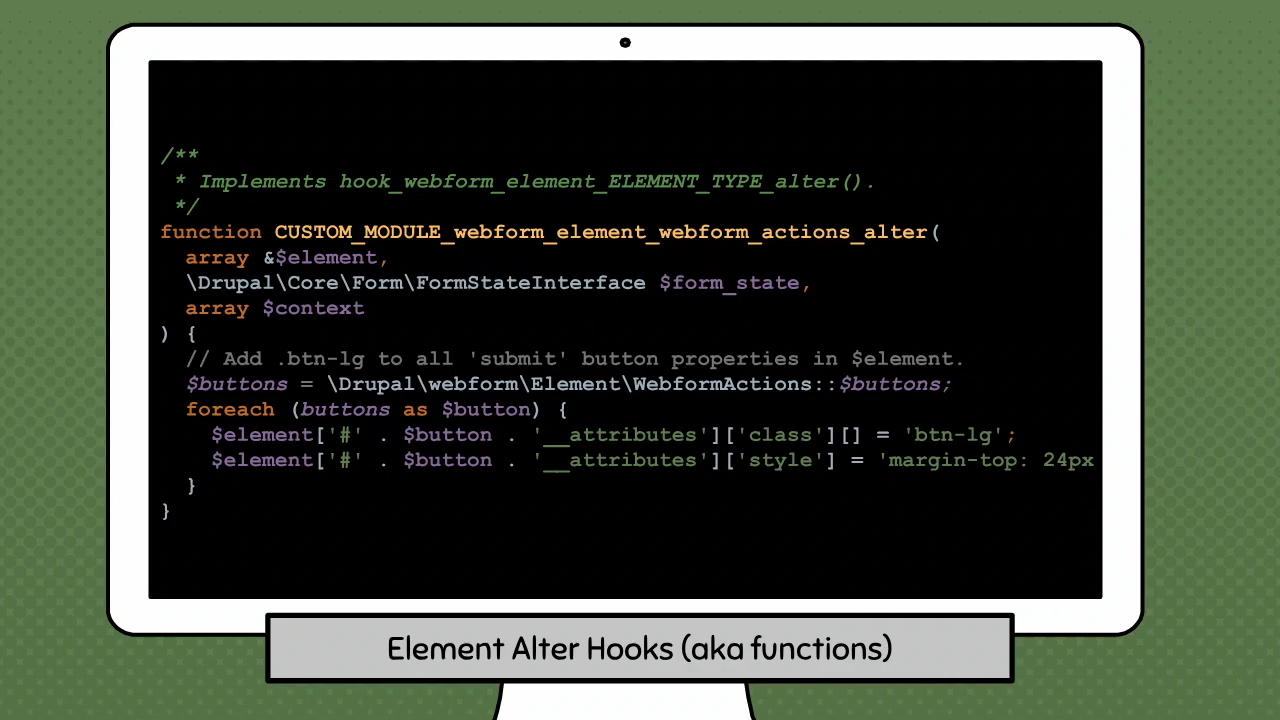 /**
 * Implements hook_webform_element_ELEMENT_TYPE_alter().
 */
function CUSTOM_MODULE_webform_element_webform_actions_alter(
  array &$element,
  \Drupal\Core\Form\FormStateInterface $form_state,
  array $context
) {
  // Add .btn-lg to all 'submit' button properties in $element.
  $buttons = \Drupal\webform\Element\WebformActions::$buttons;
  foreach (buttons as $button) {
    $element['#' . $button . '__attributes']['class'][] = 'btn-lg';
    $element['#' . $button . '__attributes']['style'] = 'margin-top: 24px
  }
}
Element Alter Hooks (aka functions)